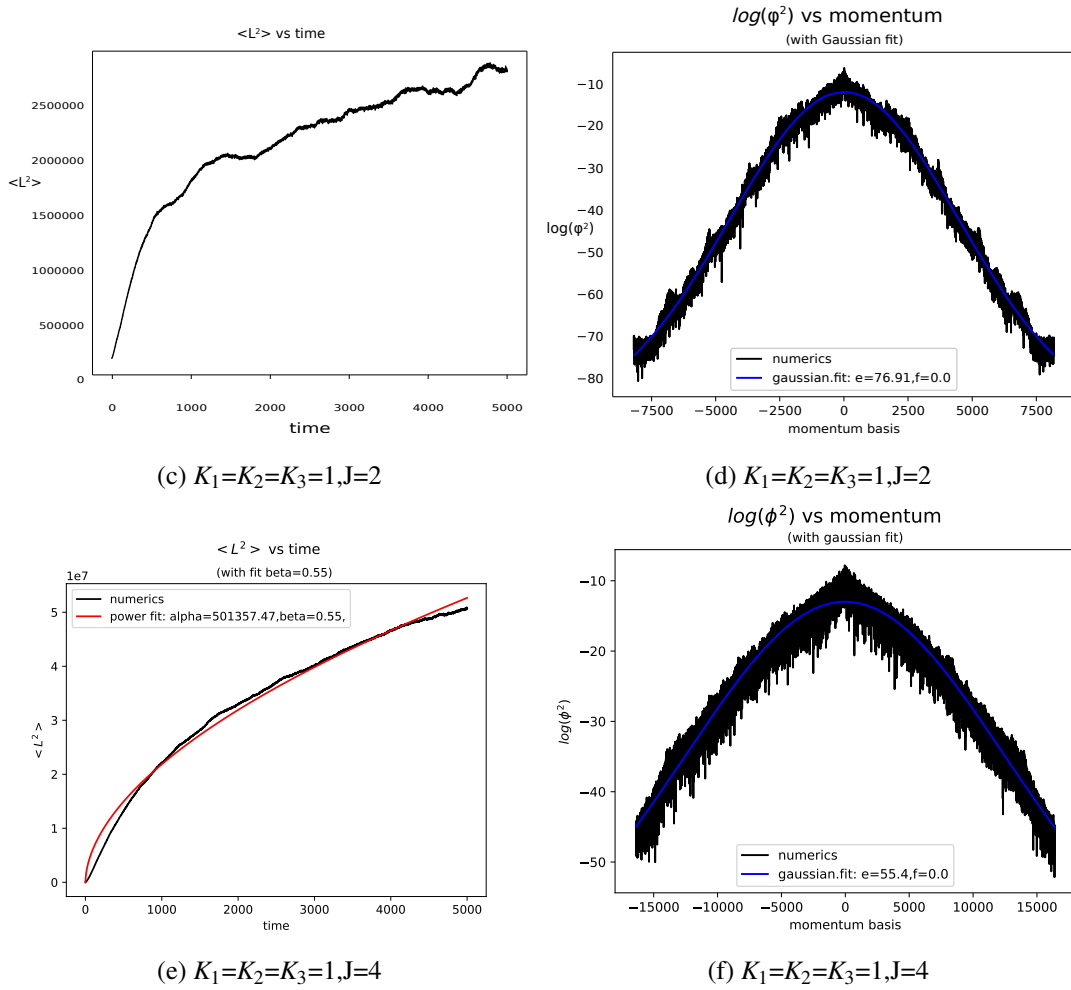 <L²> vs time
2500000
2000000
<L²>
1500000
1000000
500000
0
0 1000 2000 3000 4000 5000
time
(c) K₁=K₂=K₃=1,J=2
log(φ²) vs momentum
(with Gaussian fit)
−10
−20
−30
−40
log(φ²)
−50
−60
−70
−80
numerics
gaussian.fit: e=76.91,f=0.0
−7500 −5000 −2500 0 2500 5000 7500
momentum basis
(d) K₁=K₂=K₃=1,J=2
< L² > vs time
(with fit beta=0.55)
1e7
numerics
power fit: alpha=501357.47,beta=0.55,
5
4
3
< L² >
2
1
0
0 1000 2000 3000 4000 5000
time
(e) K₁=K₂=K₃=1,J=4
log(ϕ²) vs momentum
(with gaussian fit)
−10
−20
−30
log(ϕ²)
−40
−50
numerics
gaussian.fit: e=55.4,f=0.0
−15000 −10000 −5000 0 5000 10000 15000
momentum basis
(f) K₁=K₂=K₃=1,J=4